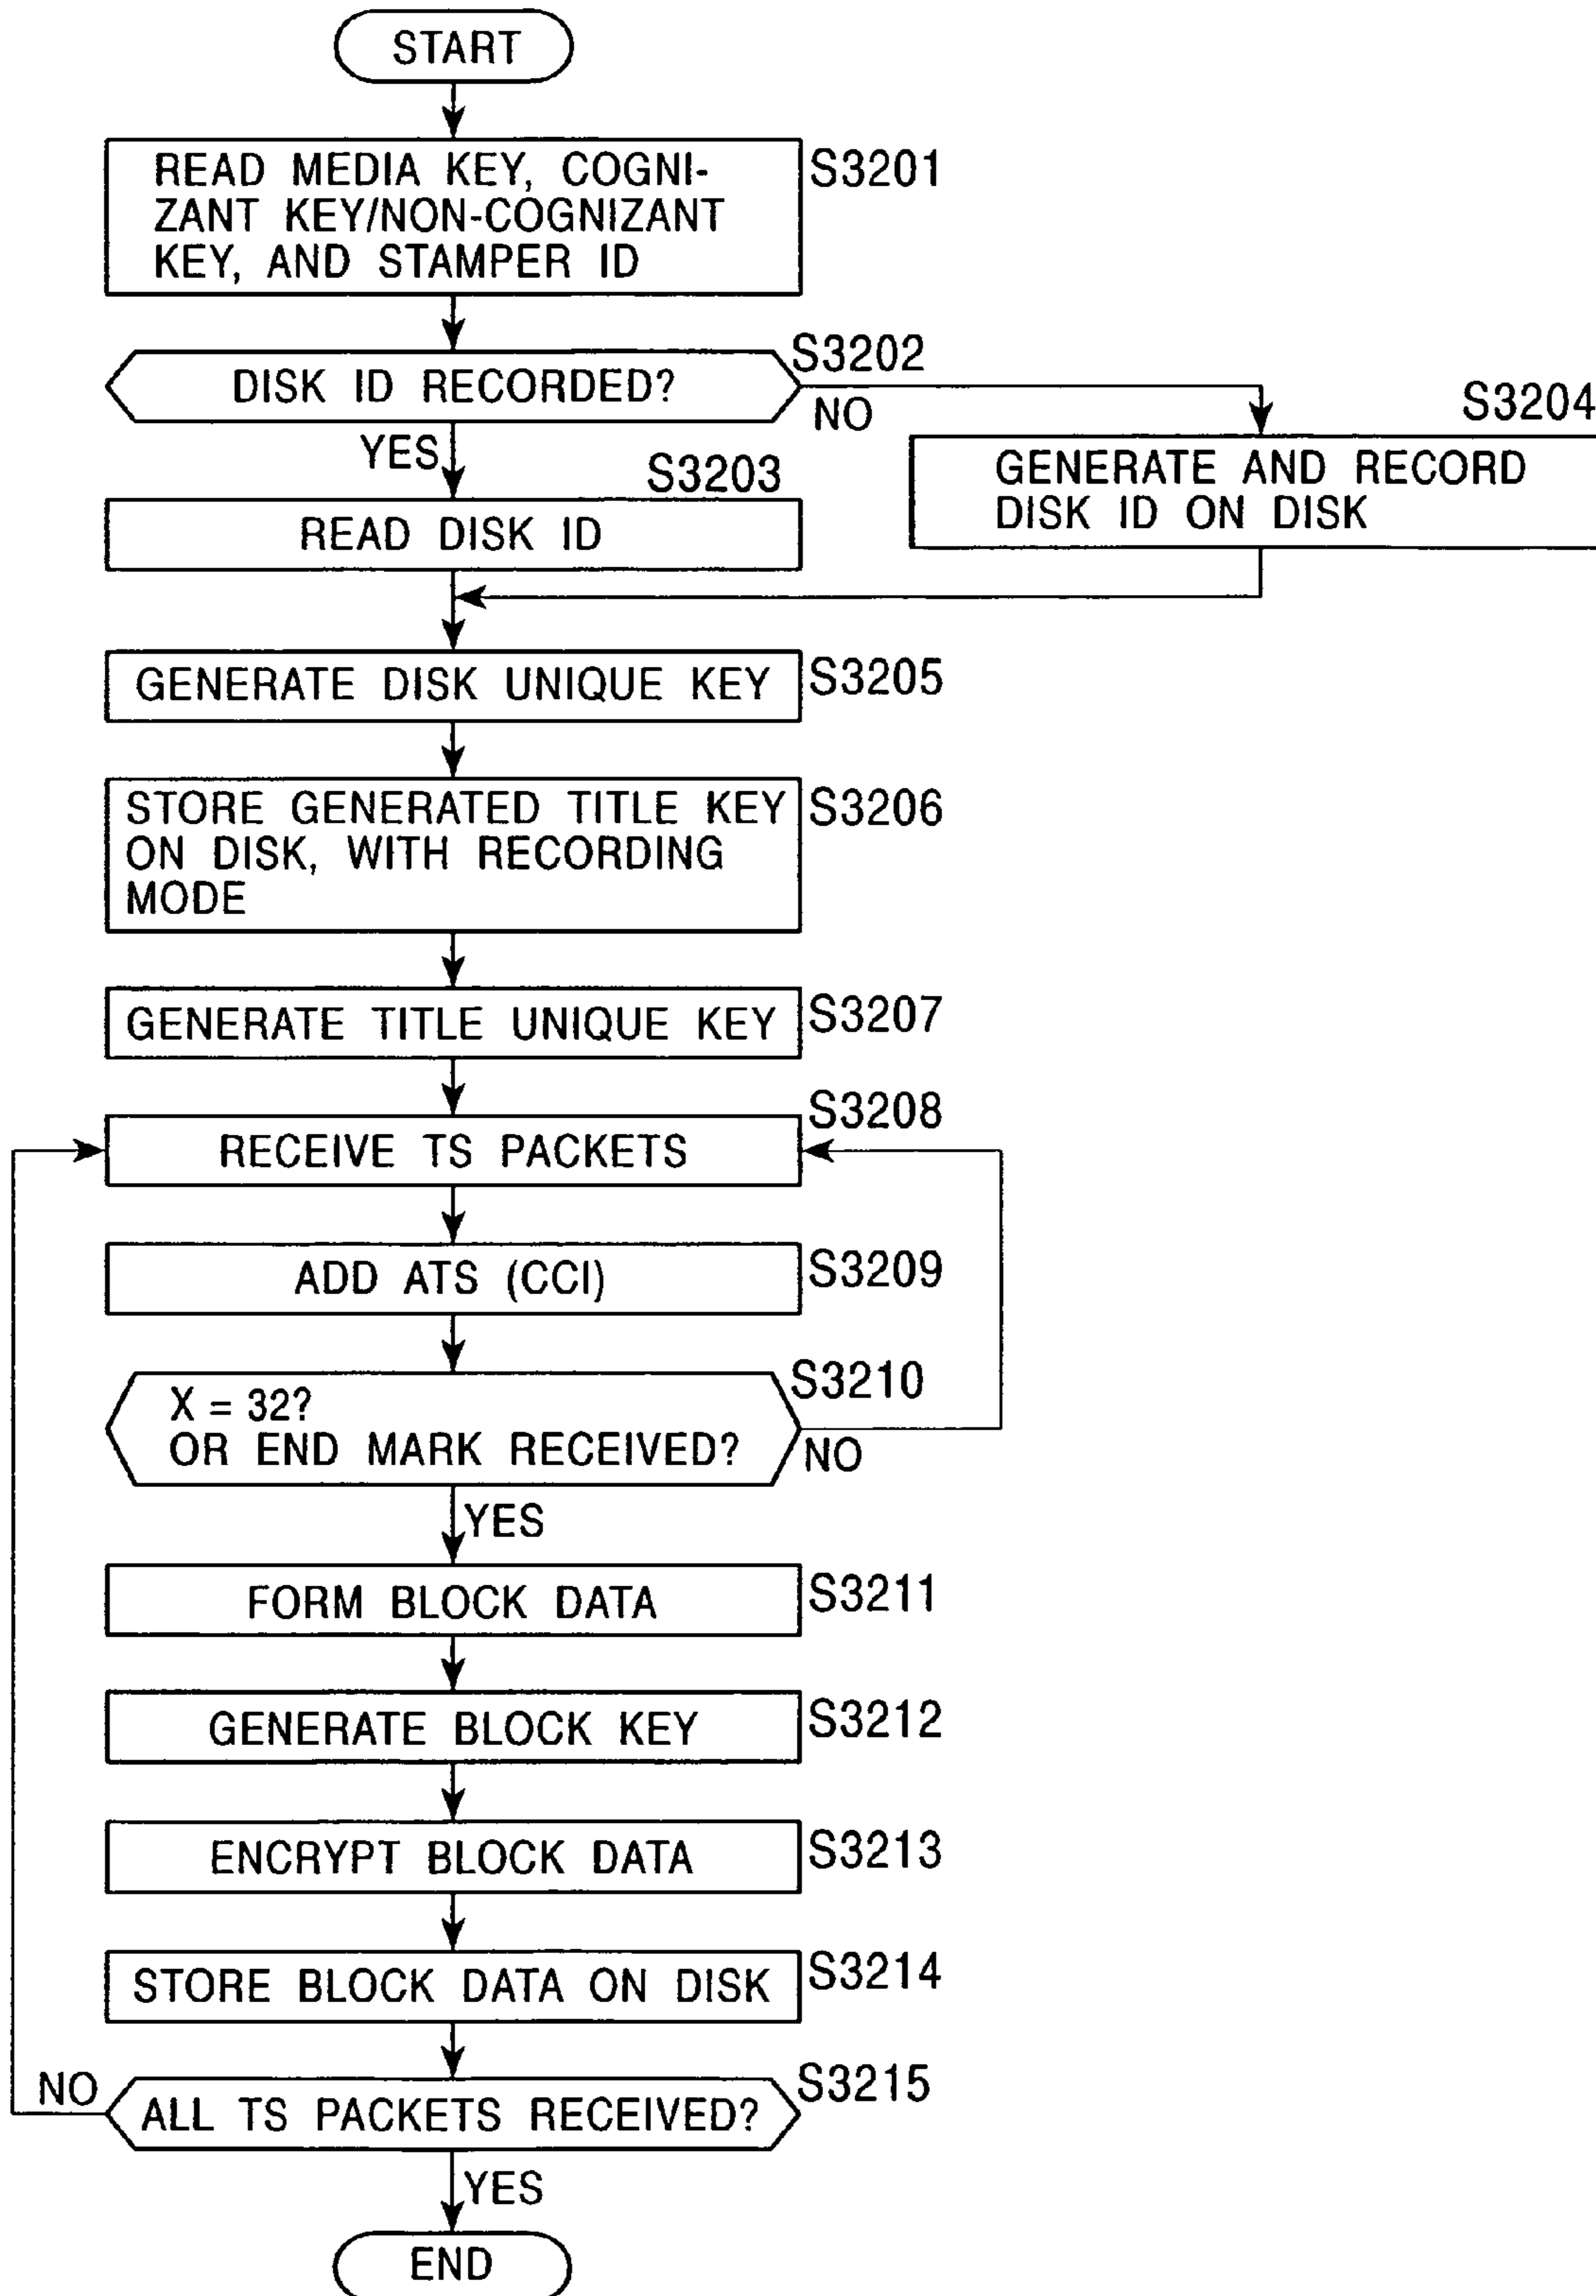 START
READ MEDIA KEY, COGNI-
ZANT KEY/NON-COGNIZANT
KEY, AND STAMPER ID
S3201
DISK ID RECORDED?
S3202
NO
YES
S3203
READ DISK ID
S3204
GENERATE AND RECORD
DISK ID ON DISK
GENERATE DISK UNIQUE KEY
S3205
STORE GENERATED TITLE KEY
ON DISK, WITH RECORDING
MODE
S3206
GENERATE TITLE UNIQUE KEY
S3207
S3208
RECEIVE TS PACKETS
ADD ATS (CCI)
S3209
X = 32?
OR END MARK RECEIVED?
S3210
NO
YES
FORM BLOCK DATA
S3211
GENERATE BLOCK KEY
S3212
ENCRYPT BLOCK DATA
S3213
STORE BLOCK DATA ON DISK
S3214
NO
ALL TS PACKETS RECEIVED?
S3215
YES
END